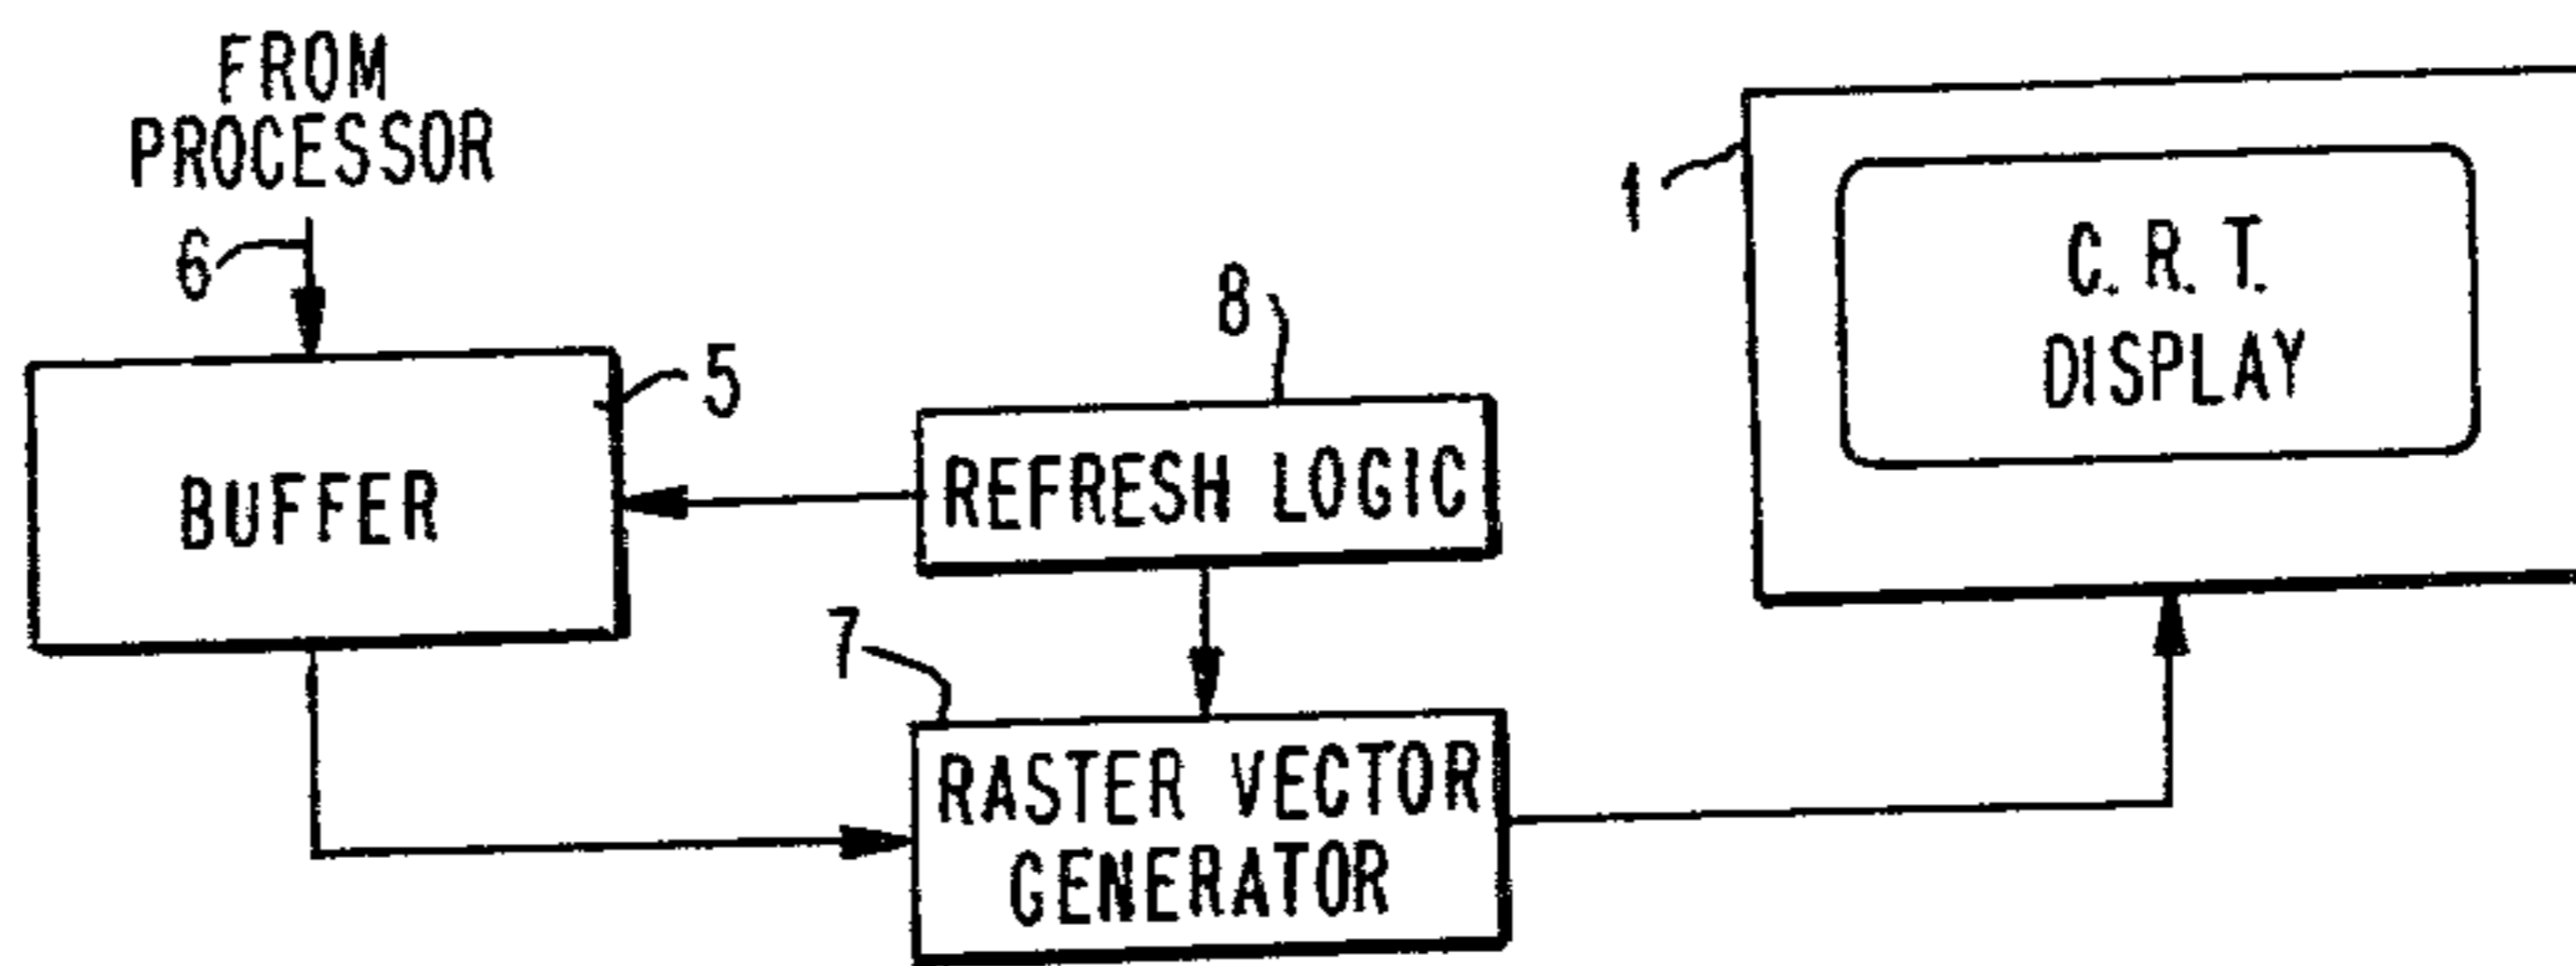 FROM
PROCESSOR
6
5
BUFFER
8
REFRESH LOGIC
7
RASTER VECTOR
GENERATOR
1
C. R. T.
DISPLAY